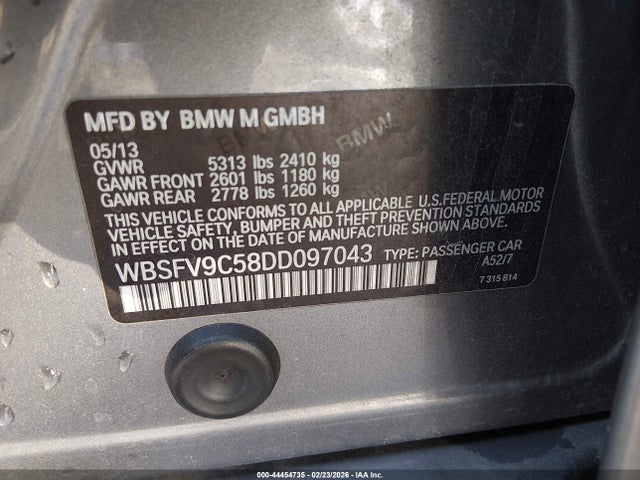 MFD BY BMW M GMBH
05/13
GVWR 5313 lbs 2410 kg
GAWR FRONT 2601 lbs 1180 kg
GAWR REAR 2778 lbs 1260 kg
THIS VEHICLE CONFORMS TO ALL APPLICABLE U.S.FEDERAL MOTOR
VEHICLE SAFETY, BUMPER AND THEFT PREVENTION STANDARDS
IN EFFECT ON THE DATE OF MANUFACTURE SHOWN ABOVE.
WBSFV9C58DD097043 TYPE: PASSENGER CAR
A52/7
7 315 814
BMW
000-44454735 - 02/23/2026 - IAA Inc.